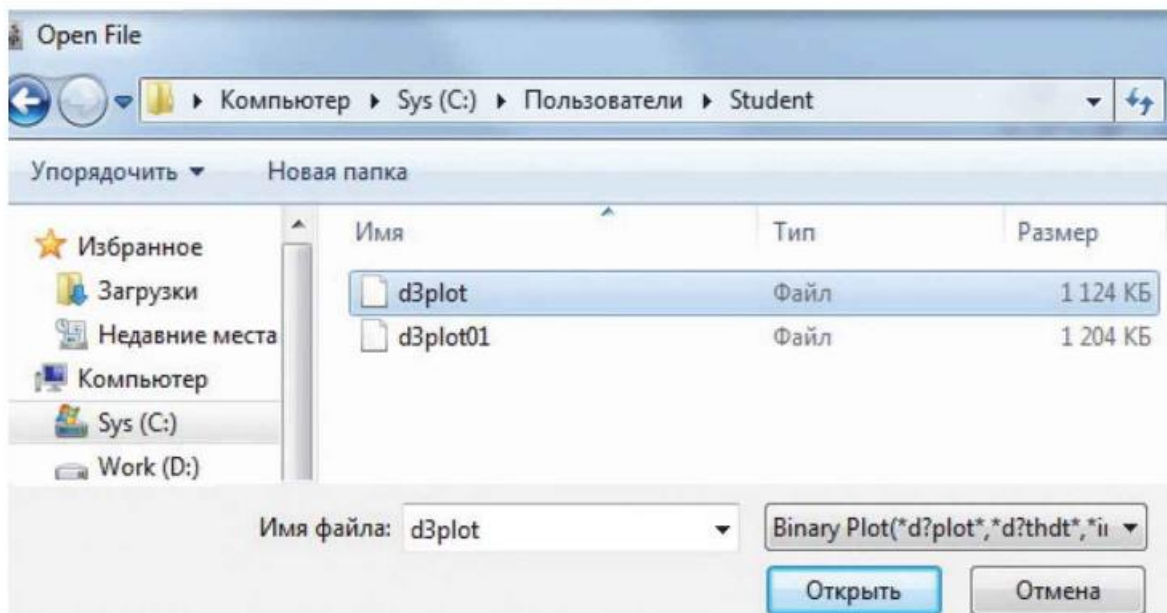 Open File
Компьютер Sys (C:) Пользователи Student
Упорядочить Новая папка
Имя Тип Размер
Избранное
Загрузки
Недавние места
Компьютер
Sys (C:)
Work (D:)
d3plot Файл 1 124 КБ
d3plot01 Файл 1 204 КБ
Имя файла: d3plot Binary Plot(*d?plot*,*d?thdt*,*ii
Открыть Отмена